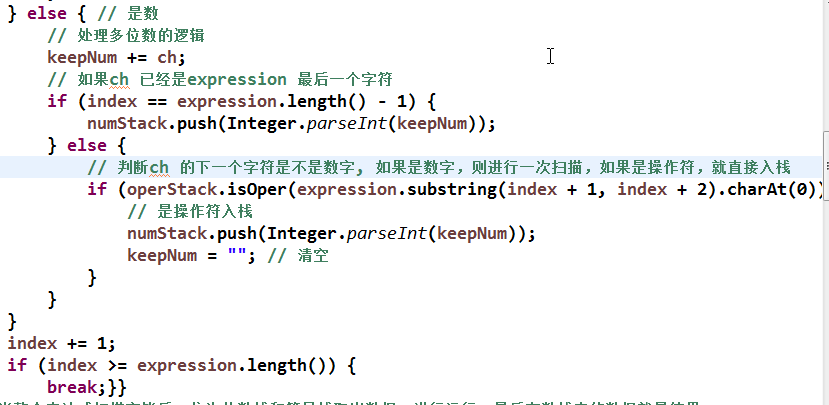 } else { // 是数
// 处理多位数的逻辑
keepNum += ch;
// 如果ch 已经是expression 最后一个字符
if (index == expression.length() - 1) {
numStack.push(Integer.parseInt(keepNum));
} else {
// 判断ch 的下一个字符是不是数字, 如果是数字，则进行一次扫描，如果是操作符，就直接入栈
if (operStack.isOper(expression.substring(index + 1, index + 2).charAt(0))
// 是操作符入栈
numStack.push(Integer.parseInt(keepNum));
keepNum = ""; // 清空
}
}
}
index += 1;
if (index >= expression.length()) {
break;}}